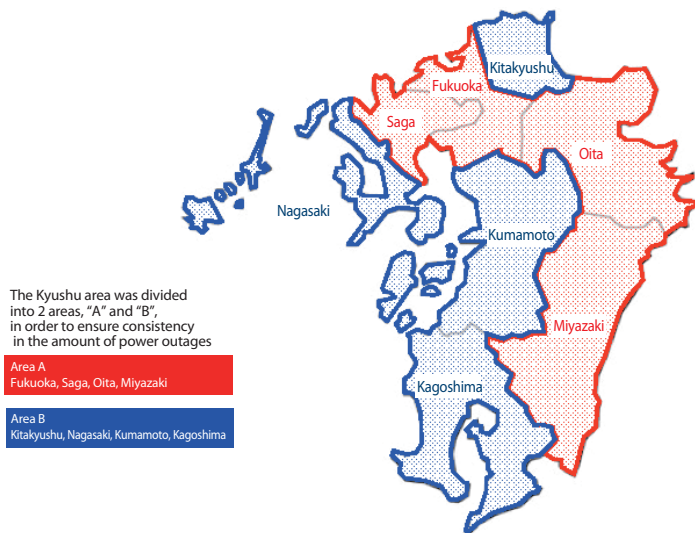 Kitakyushu
Fukuoka
Saga
Oita
Nagasaki
Kumamoto
The Kyushu area was divided
into 2 areas, “A” and “B”,
in order to ensure consistency
in the amount of power outages
Miyazaki
Area A
Fukuoka, Saga, Oita, Miyazaki
Kagoshima
Area B
Kitakyushu, Nagasaki, Kumamoto, Kagoshima